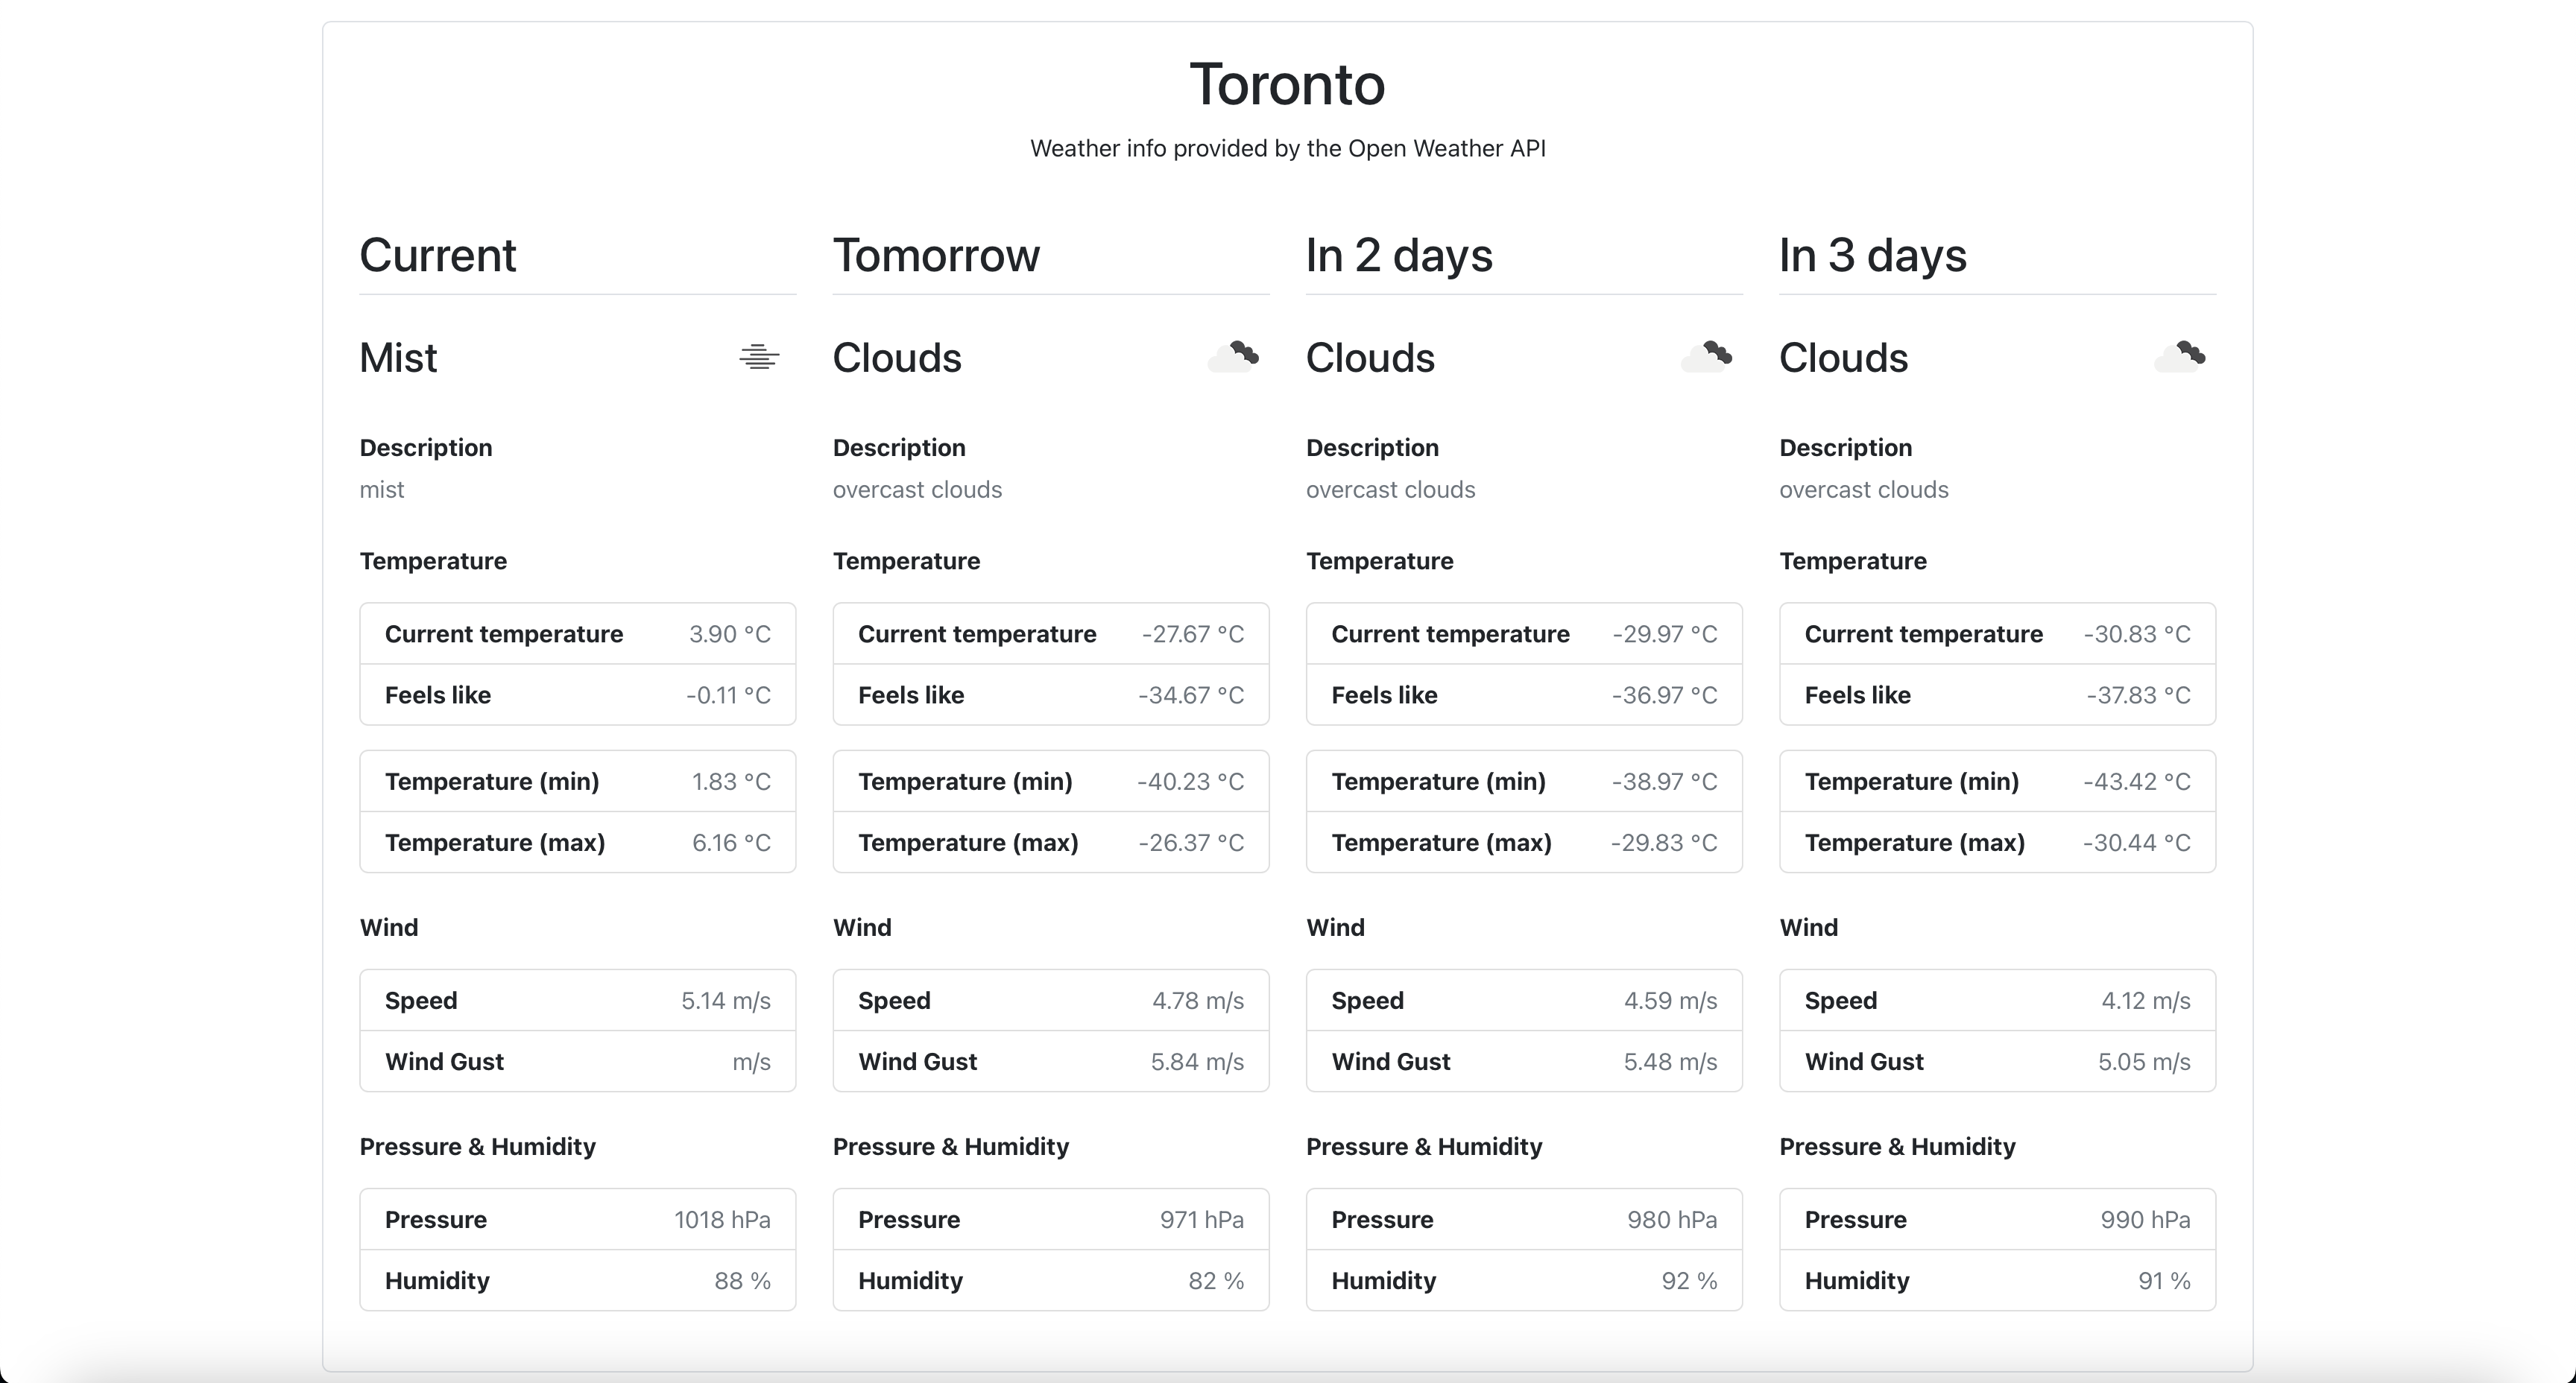 Toronto
Weather info provided by the Open Weather API
Current
Mist
Description
mist
Temperature
Current temperature 3.90 °C
Feels like -0.11 °C
Temperature (min) 1.83 °C
Temperature (max) 6.16 °C
Wind
Speed 5.14 m/s
Wind Gust m/s
Pressure & Humidity
Pressure 1018 hPa
Humidity 88 %
Tomorrow
Clouds
Description
overcast clouds
Temperature
Current temperature -27.67 °C
Feels like -34.67 °C
Temperature (min) -40.23 °C
Temperature (max) -26.37 °C
Wind
Speed 4.78 m/s
Wind Gust 5.84 m/s
Pressure & Humidity
Pressure 971 hPa
Humidity 82 %
In 2 days
Clouds
Description
overcast clouds
Temperature
Current temperature -29.97 °C
Feels like -36.97 °C
Temperature (min) -38.97 °C
Temperature (max) -29.83 °C
Wind
Speed 4.59 m/s
Wind Gust 5.48 m/s
Pressure & Humidity
Pressure 980 hPa
Humidity 92 %
In 3 days
Clouds
Description
overcast clouds
Temperature
Current temperature -30.83 °C
Feels like -37.83 °C
Temperature (min) -43.42 °C
Temperature (max) -30.44 °C
Wind
Speed 4.12 m/s
Wind Gust 5.05 m/s
Pressure & Humidity
Pressure 990 hPa
Humidity 91 %